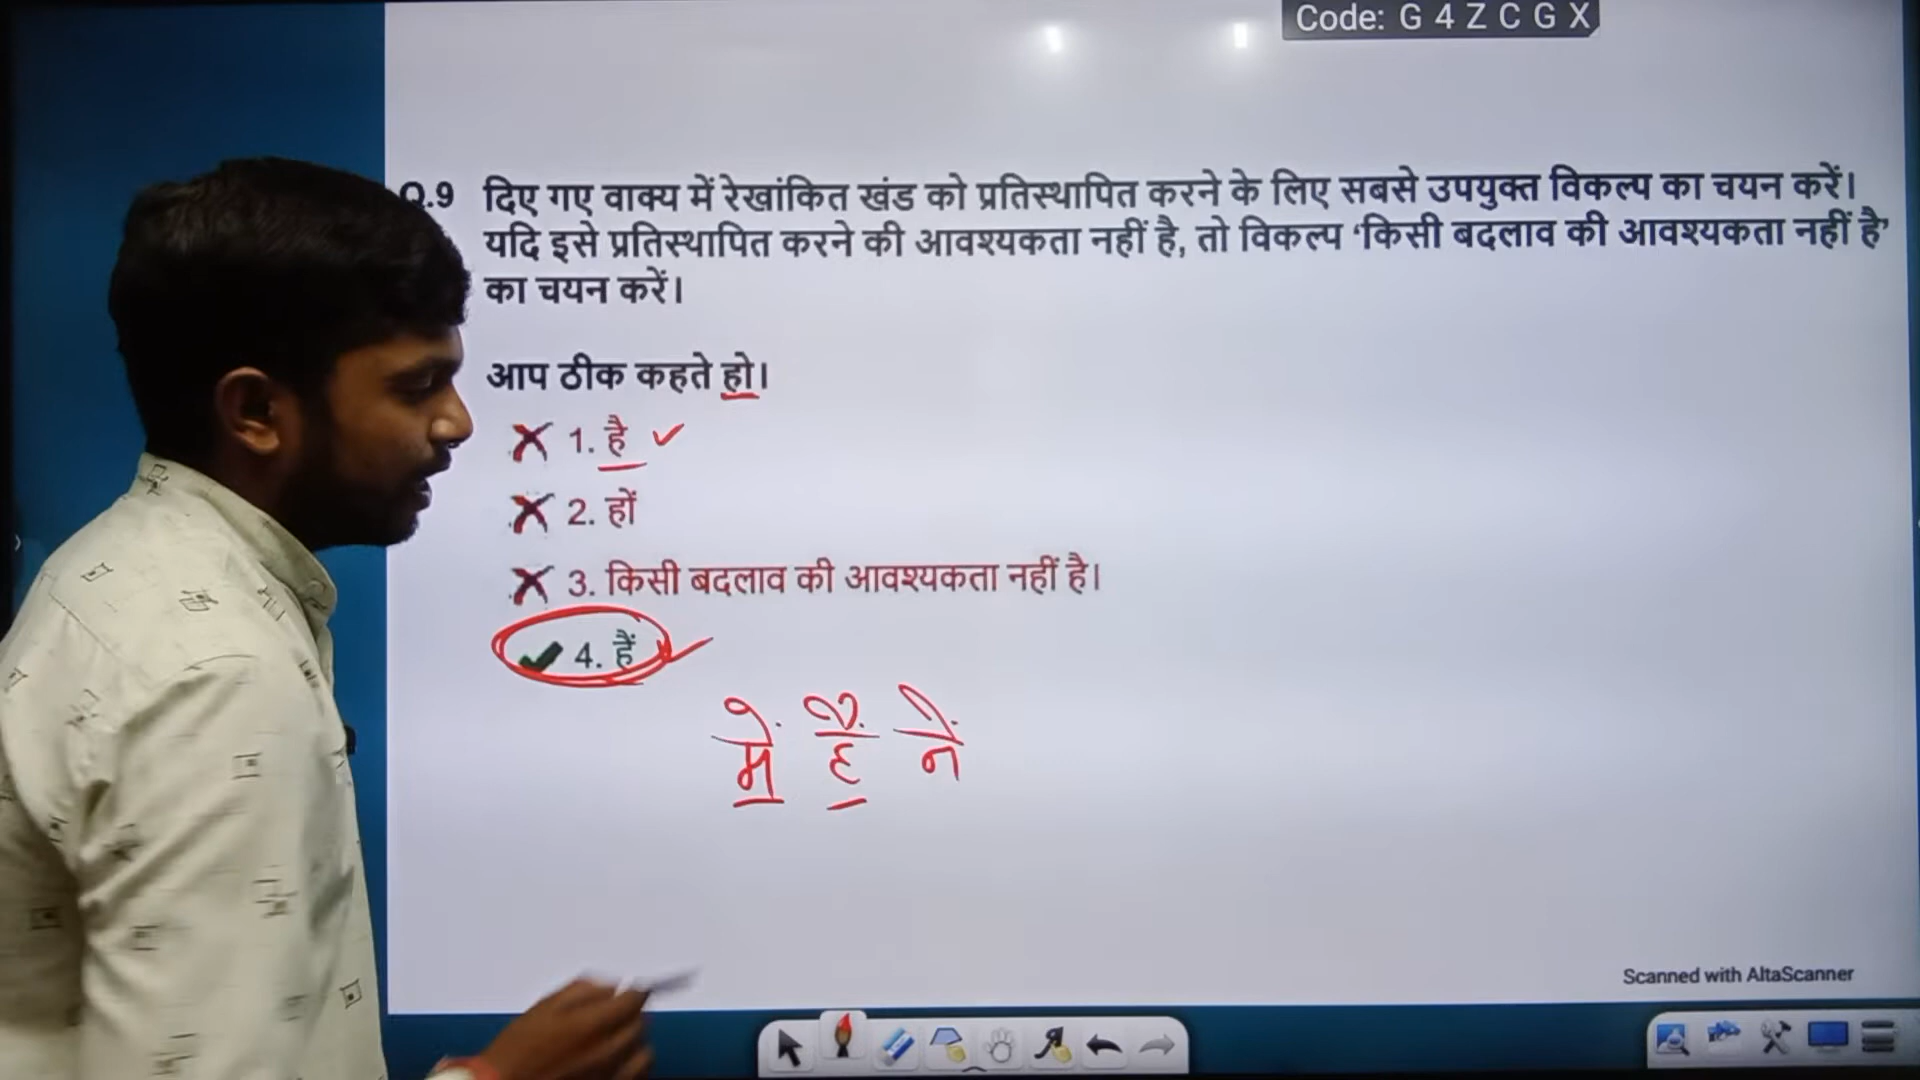 Code: G 4 Z C G X
Q.9 दिए गए वाक्य में रेखांकित खंड को प्रतिस्थापित करने के लिए सबसे उपयुक्त विकल्प का चयन करें।
यदि इसे प्रतिस्थापित करने की आवश्यकता नहीं है, तो विकल्प ‘किसी बदलाव की आवश्यकता नहीं है’
का चयन करें।
आप ठीक कहते हो।
1. है
2. हों
3. किसी बदलाव की आवश्यकता नहीं है।
4. हैं
में हैं नें
Scanned with AltaScanner